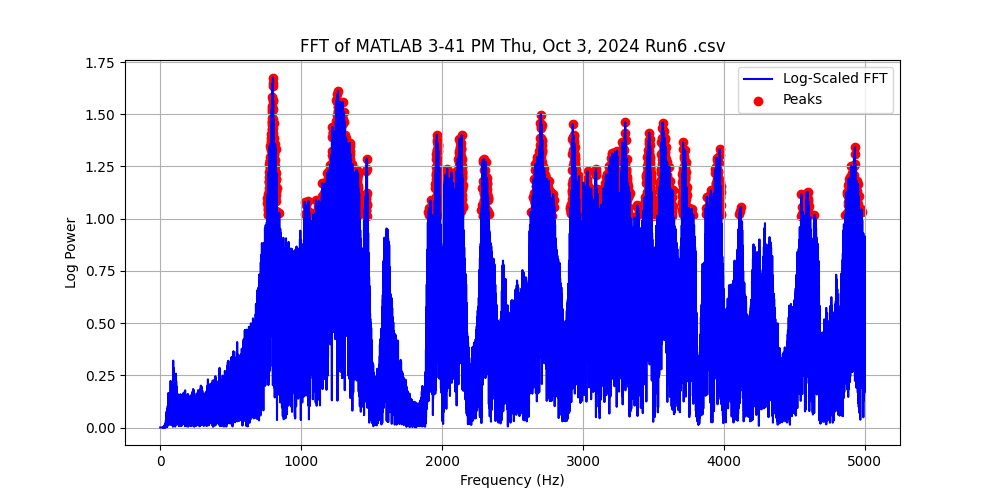 FFT of MATLAB 3-41 PM Thu, Oct 3, 2024 Run6 .csv
Log-Scaled FFT
Peaks
Log Power
1.75
1.50
1.25
1.00
0.75
0.50
0.25
0.00
0 1000 2000 3000 4000 5000
Frequency (Hz)